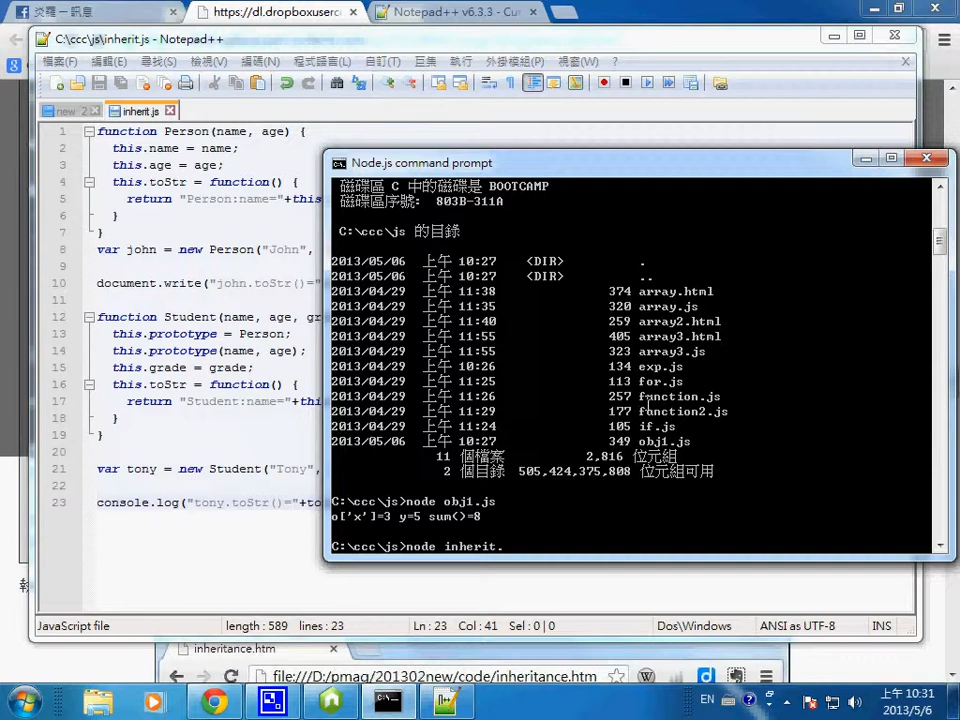 炎羅一訊息
https://dl.dropboxuserc
Notepad++ v6.3.3 - Cu
C:\ccc\js\inherit.js - Notepad++
檔案(F) 編輯(E) 尋找(S) 檢視(V) 編碼(N) 程式語言(L) 自訂(T) 巨集 執行 外掛模組(P) 視窗(W) ?
new 2 inherit.js
1 function Person(name, age) {
2 this.name = name;
3 this.age = age;
4 this.toStr = function() {
5 return "Person:name="+this
6 }
7 }
8 var john = new Person("John",
9
10 document.write("john.toStr()="
11
12 function Student(name, age, gr
13 this.prototype = Person;
14 this.prototype(name, age);
15 this.grade = grade;
16 this.toStr = function() {
17 return "Student:name="+thi
18 }
19 }
20
21 var tony = new Student("Tony",
22
23 console.log("tony.toStr()="+to
Node.js command prompt
磁碟區 C 中的磁碟是 BOOTCAMP
磁碟區序號: 803B-311A
C:\ccc\js 的目錄
2013/05/06 上午 10:27 <DIR> .
2013/05/06 上午 10:27 <DIR> ..
2013/04/29 上午 11:38 374 array.html
2013/04/29 上午 11:35 320 array.js
2013/04/29 上午 11:40 259 array2.html
2013/04/29 上午 11:55 405 array3.html
2013/04/29 上午 11:55 323 array3.js
2013/04/29 上午 10:26 134 exp.js
2013/04/29 上午 11:25 113 for.js
2013/04/29 上午 11:26 257 function.js
2013/04/29 上午 11:29 177 function2.js
2013/04/29 上午 11:24 105 if.js
2013/05/06 上午 10:27 349 obj1.js
11 個檔案 2,816 位元組
2 個目錄 505,424,375,808 位元組可用
C:\ccc\js>node obj1.js
o['x']=3 y=5 sum()=8
C:\ccc\js>node inherit.
JavaScript file length : 589 lines : 23 Ln : 23 Col : 41 Sel : 0 | 0 Dos\Windows ANSI as UTF-8 INS
inheritance.htm
file:///D:/pmag/201302new/code/inheritance.htm
EN
上午 10:31
2013/5/6